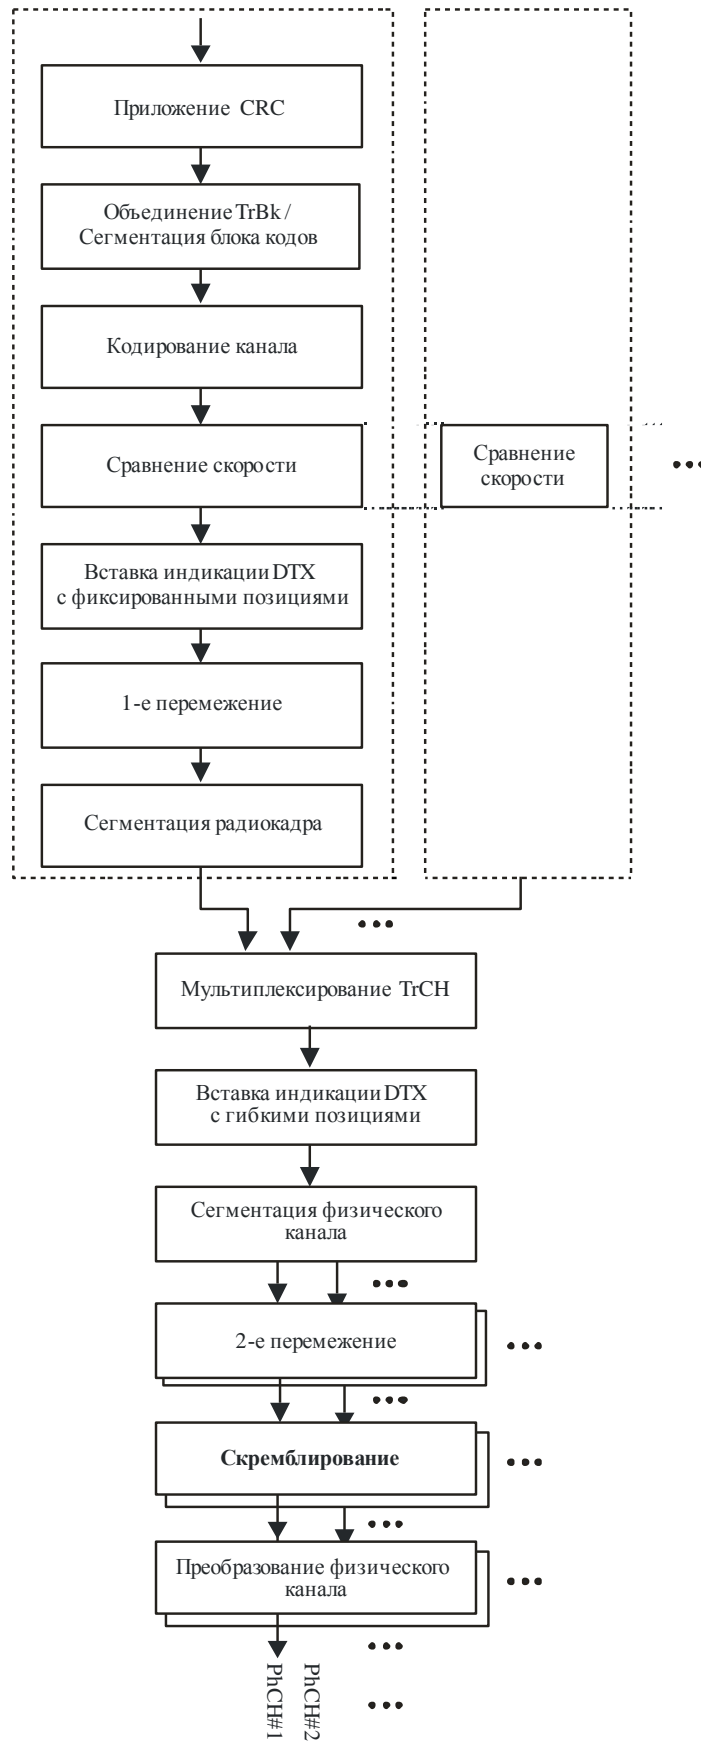 Приложение CRC
Объединение TrBk /
Сегментация блока кодов
Кодирование канала
Сравнение скорости
Сравнение
скорости
Вставка индикации DTX
с фиксированными позициями
1-е перемежение
Сегментация радиокадра
Мультиплексирование TrCH
Вставка индикации DTX
с гибкими позициями
Сегментация физического
канала
2-е перемежение
Скремблирование
Преобразование физического
канала
PhCH#1
PhCH#2